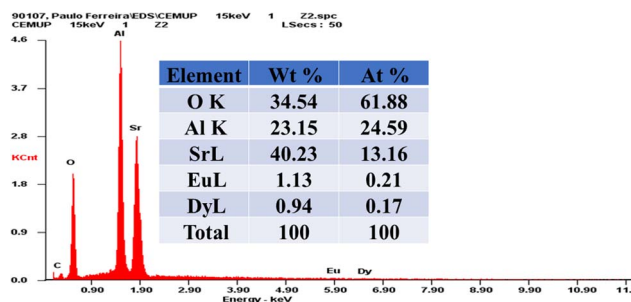 90107, Paulo Ferreira\EDS\CEMUP 15keV 1 Z2.spc
CEMUP 15keV 1 Z2 LSecs : 50
4.6
Al
3.7
2.8
Sr
KCnt
O
1.8
0.9
C
0.0
Element Wt % At %
O K 34.54 61.88
Al K 23.15 24.59
SrL 40.23 13.16
EuL 1.13 0.21
DyL 0.94 0.17
Total 100 100
Eu Dy
0.90 1.90 2.90 3.90 4.90 5.90 6.90 7.90 8.90 9.90 10.90 11.
Energy - keV